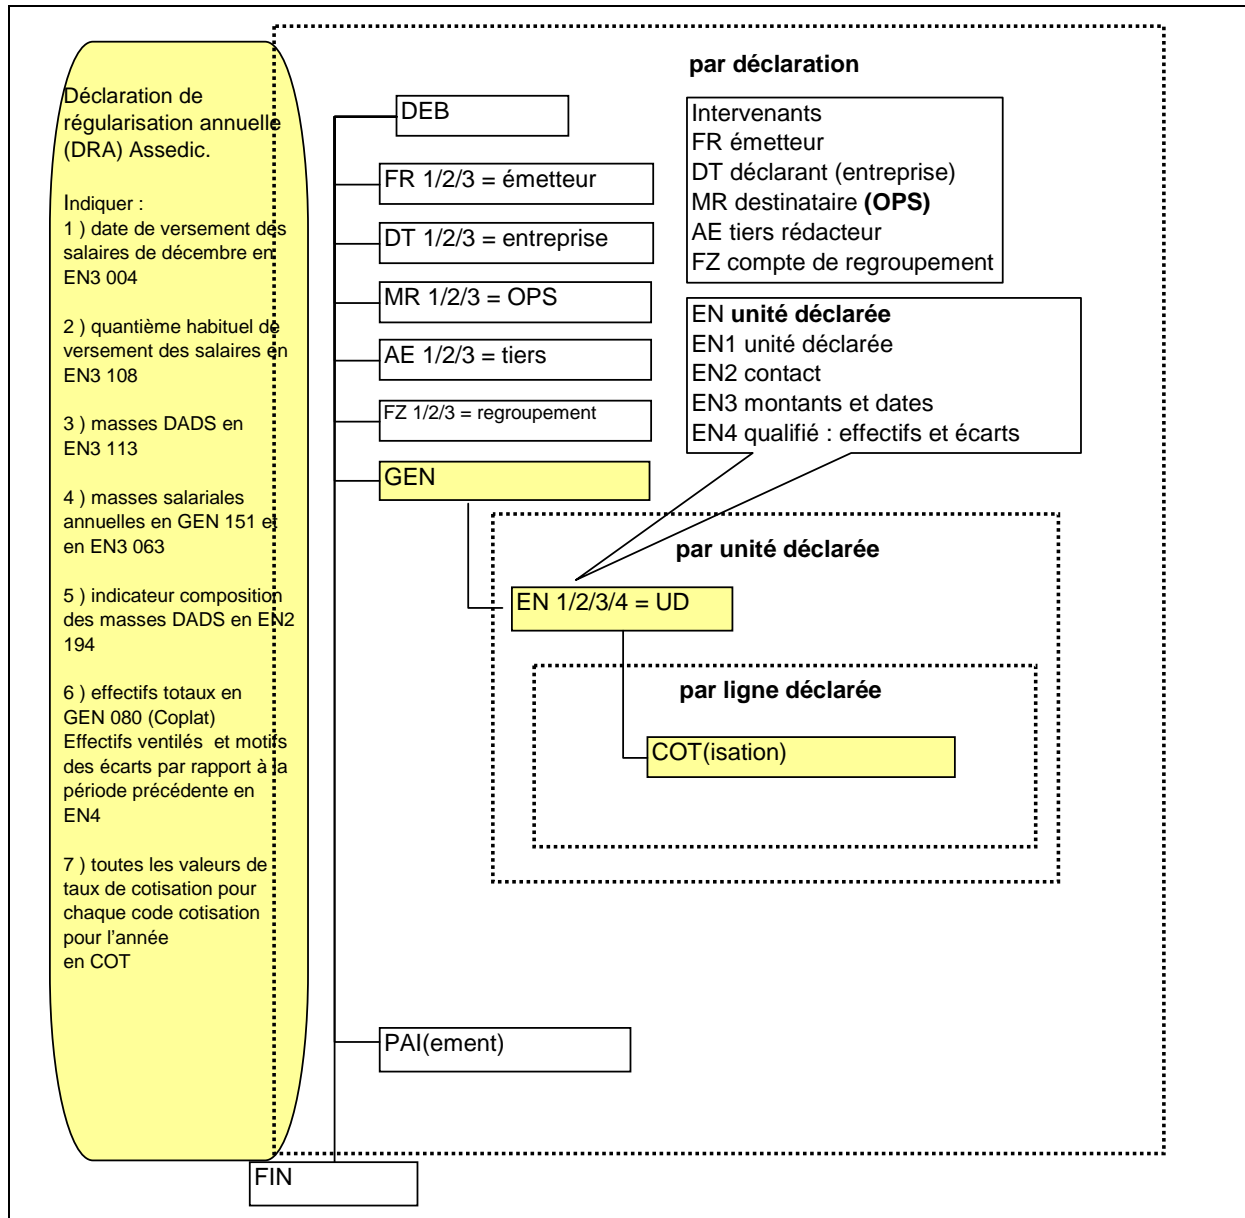 Déclaration de
régularisation annuelle
(DRA) Assedic.
Indiquer :
1 ) date de versement des
salaires de décembre en
EN3 004
2 ) quantième habituel de
versement des salaires en
EN3 108
3 ) masses DADS en
EN3 113
4 ) masses salariales
annuelles en GEN 151 et
en EN3 063
5 ) indicateur composition
des masses DADS en EN2
194
6 ) effectifs totaux en
GEN 080 (Coplat)
Effectifs ventilés et motifs
des écarts par rapport à la
période précédente en
EN4
7 ) toutes les valeurs de
taux de cotisation pour
chaque code cotisation
pour l'année
en COT
par déclaration
DEB
FR 1/2/3 = émetteur
DT 1/2/3 = entreprise
MR 1/2/3 = OPS
AE 1/2/3 = tiers
FZ 1/2/3 = regroupement
GEN
Intervenants
FR émetteur
DT déclarant (entreprise)
MR destinataire (OPS)
AE tiers rédacteur
FZ compte de regroupement
EN unité déclarée
EN1 unité déclarée
EN2 contact
EN3 montants et dates
EN4 qualifié : effectifs et écarts
par unité déclarée
EN 1/2/3/4 = UD
par ligne déclarée
COT(isation)
PAI(ement)
FIN